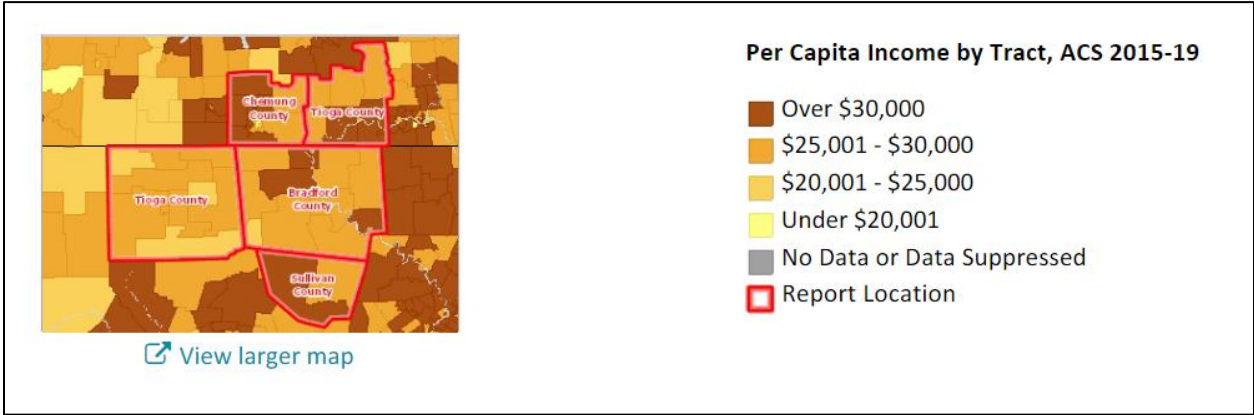 Per Capita Income by Tract, ACS 2015-19
Chemung
County
Tioga County
Tioga County
Bradford
County
Sullivan
County
Over $30,000
$25,001 - $30,000
$20,001 - $25,000
Under $20,001
No Data or Data Suppressed
Report Location
View larger map